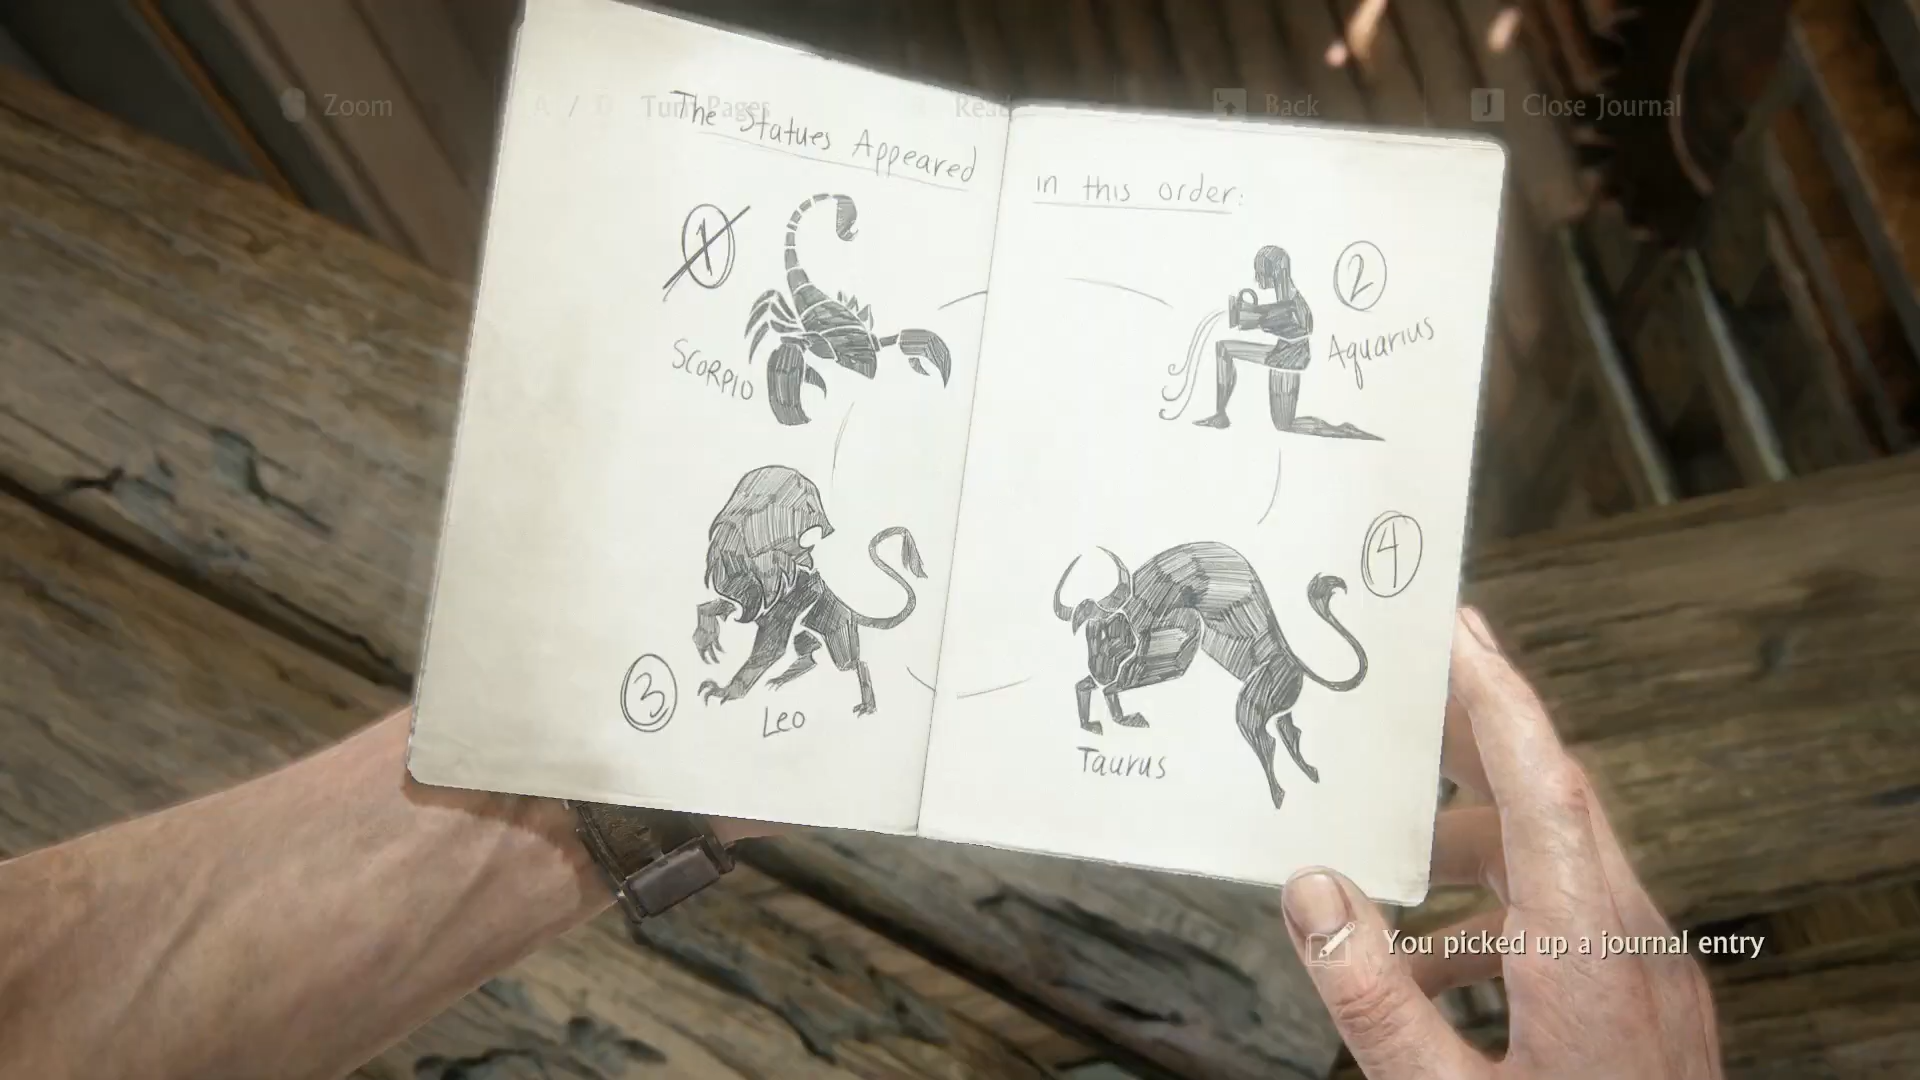 Zoom
A / D Turn Pages
Read
Back
J Close Journal
The Statues Appeared
in this order:
1
SCORPIO
2
Aquarius
3
Leo
4
Taurus
You picked up a journal entry